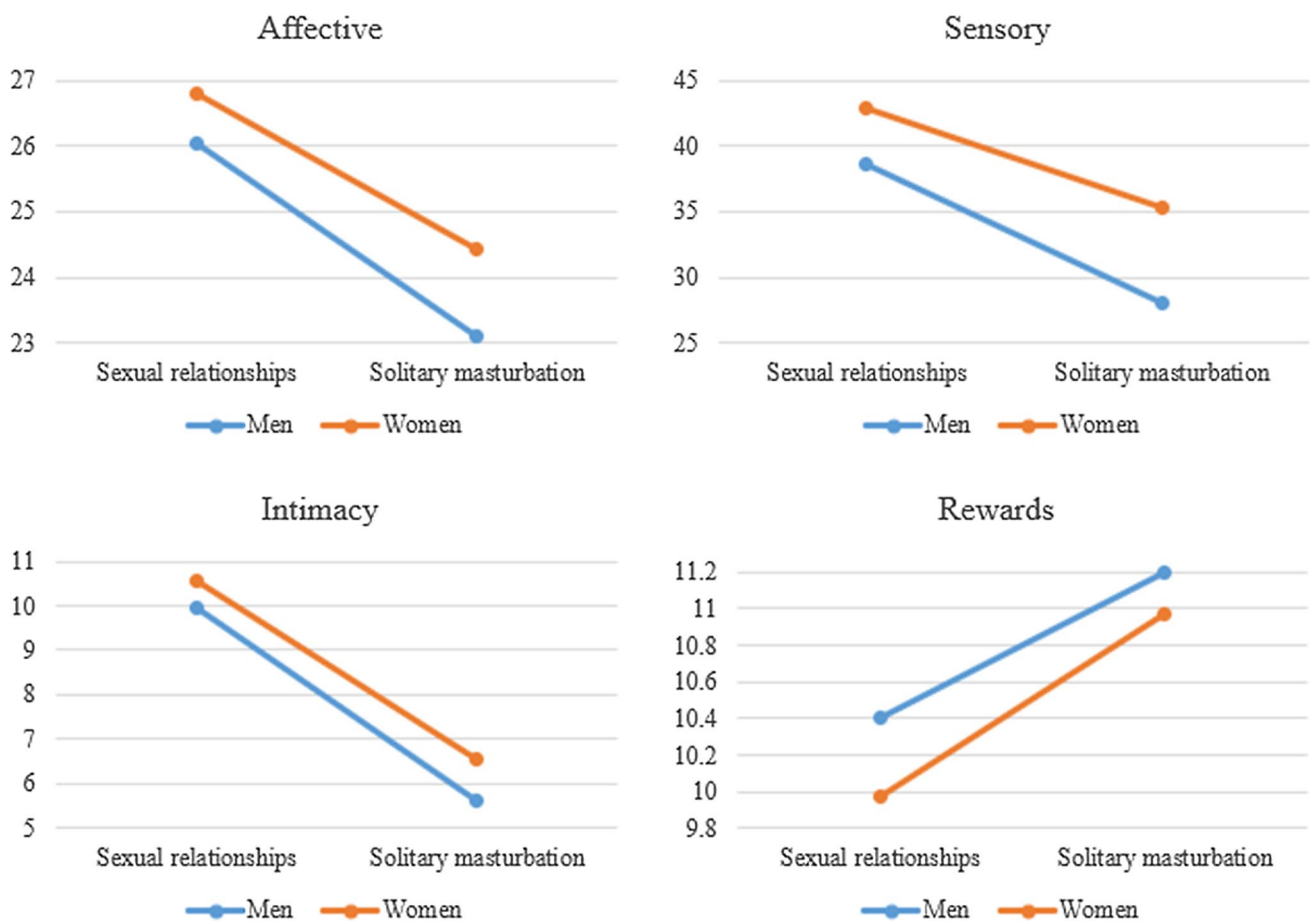 Affective
27
26
25
24
23
Sexual relationships Solitary masturbation
Men Women
Sensory
45
40
35
30
25
Sexual relationships Solitary masturbation
Men Women
Intimacy
11
10
9
8
7
6
5
Sexual relationships Solitary masturbation
Men Women
Rewards
11.2
11
10.8
10.6
10.4
10.2
10
9.8
Sexual relationships Solitary masturbation
Men Women